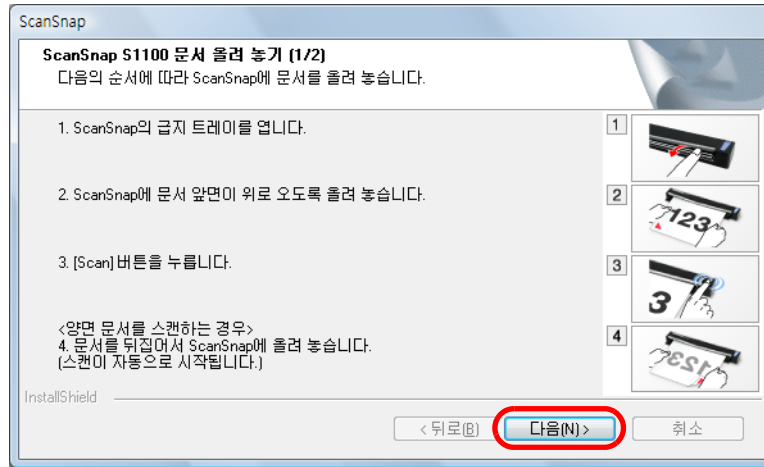 ScanSnap
ScanSnap S1100 문서 올려 놓기 (1/2)
다음의 순서에 따라 ScanSnap에 문서를 올려 놓습니다.
1. ScanSnap의 급지 트레이를 엽니다.
1
2. ScanSnap에 문서 앞면이 위로 오도록 올려 놓습니다.
2
123
3. [Scan] 버튼을 누릅니다.
3
3
<양면 문서를 스캔하는 경우>
4. 문서를 뒤집어서 ScanSnap에 올려 놓습니다.
(스캔이 자동으로 시작됩니다.)
4
123
InstallShield
< 뒤로(B)
다음(N) >
취소